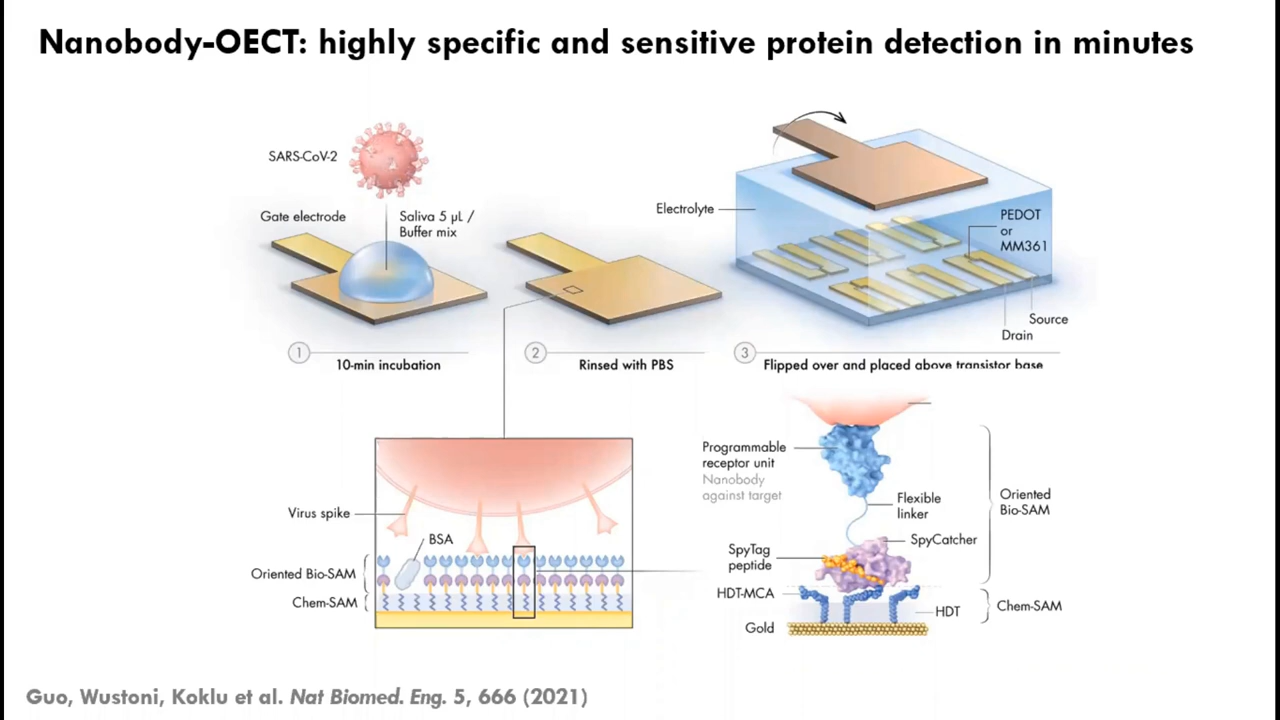 Nanobody-OECT: highly specific and sensitive protein detection in minutes
SARS-CoV-2
Gate electrode
Saliva 5 µL /
Buffer mix
Electrolyte
PEDOT
or
MM361
Source
Drain
1
10-min incubation
2
Rinsed with PBS
3
Flipped over and placed above transistor base
Virus spike
BSA
Oriented Bio-SAM
Chem-SAM
Programmable
receptor unit
Nanobody
against target
Flexible
linker
Oriented
Bio-SAM
SpyCatcher
SpyTag
peptide
HDT-MCA
HDT
Chem-SAM
Gold
Guo, Wustoni, Koklu et al. Nat Biomed. Eng. 5, 666 (2021)